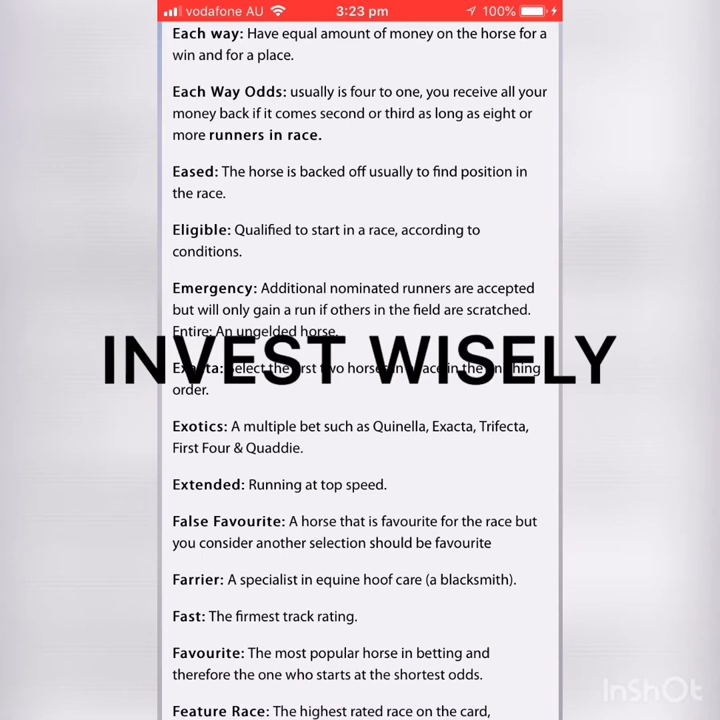 vodafone AU 3:23 pm 100%
Each way: Have equal amount of money on the horse for a
win and for a place.
Each Way Odds: usually is four to one, you receive all your
money back if it comes second or third as long as eight or
more runners in race.
Eased: The horse is backed off usually to find position in
the race.
Eligible: Qualified to start in a race, according to
conditions.
Emergency: Additional nominated runners are accepted
but will only gain a run if others in the field are scratched.
Entire: An ungelded horse.
INVEST WISELY
the first two horses in race in the
order.
Exotics: A multiple bet such as Quinella, Exacta, Trifecta,
First Four & Quaddie.
Extended: Running at top speed.
False Favourite: A horse that is favourite for the race but
you consider another selection should be favourite
Farrier: A specialist in equine hoof care (a blacksmith).
Fast: The firmest track rating.
Favourite: The most popular horse in betting and
therefore the one who starts at the shortest odds.
Feature Race: The highest rated race on the card,
InShOt